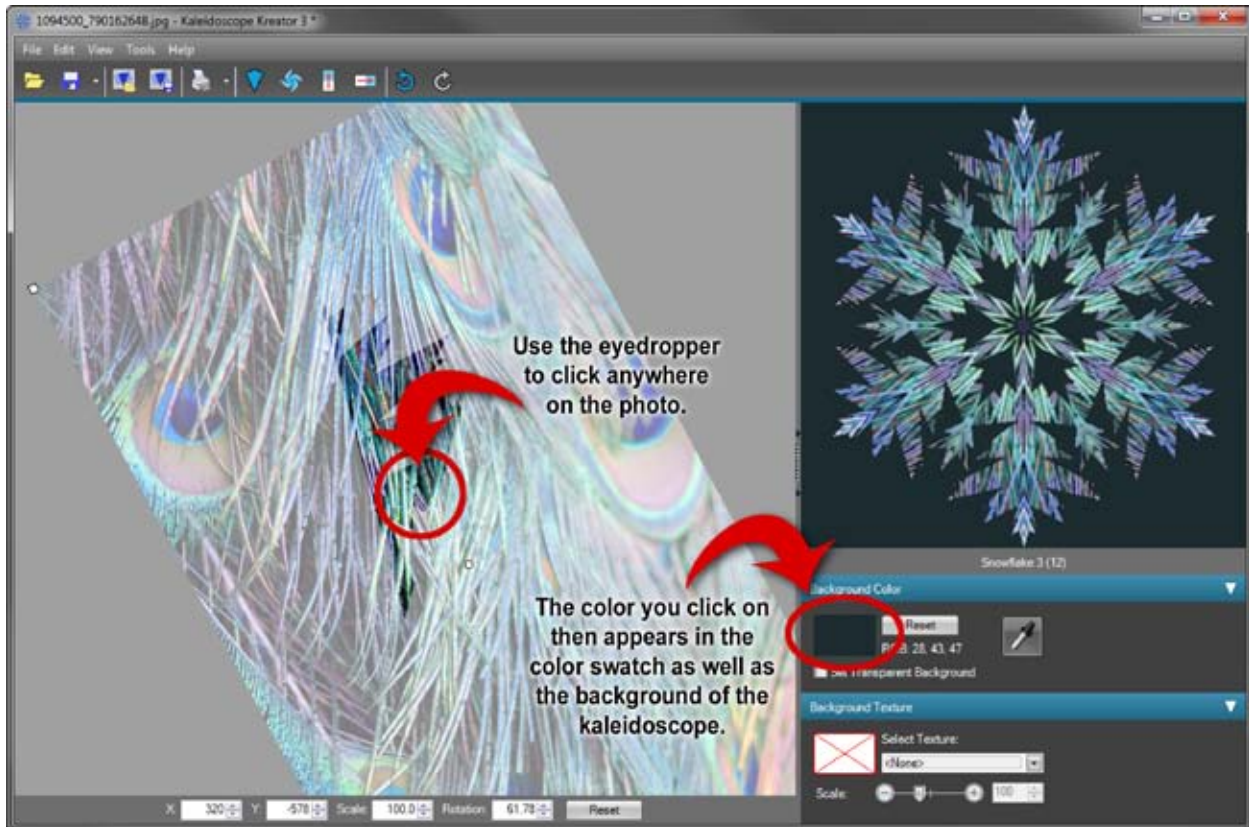 1094500_790162648.jpg - Kaleidoscope Kreator 3 *
File Edit View Tools Help
Use the eyedropper
to click anywhere
on the photo.
Snowflake 3 (12)
Background Color
Reset
RGB: 28, 43, 47
Set Transparent Background
The color you click on
then appears in the
color swatch as well as
the background of the
kaleidoscope.
Background Texture
Select Texture:
<None>
Scale: 100
X: 320 Y: -578 Scale: 100.0 Rotation: 61.78 Reset